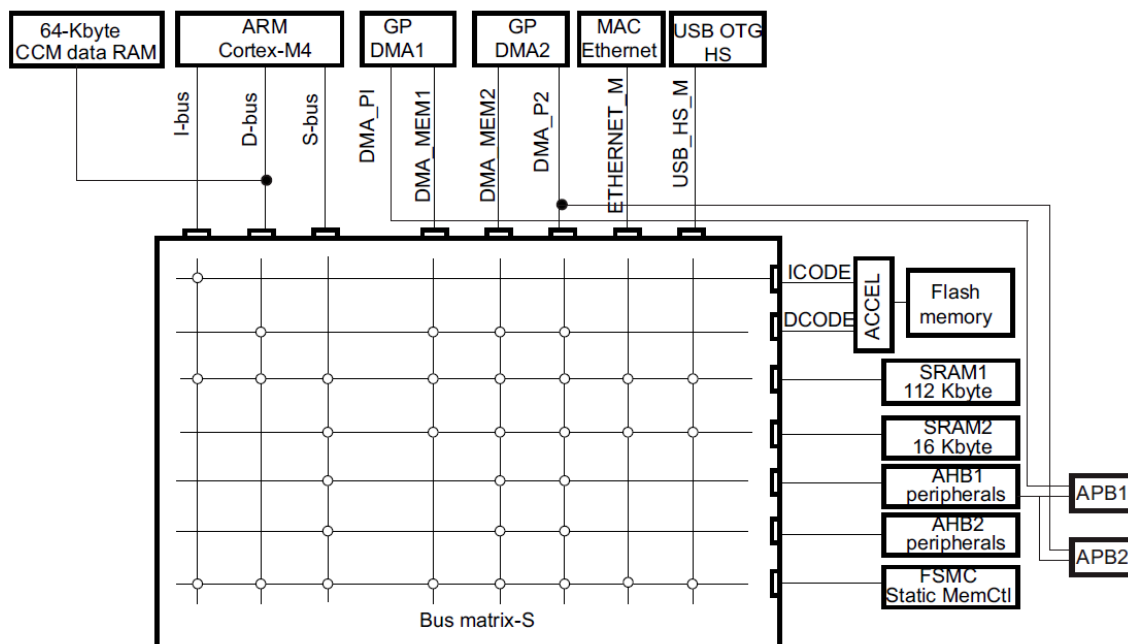 64-Kbyte
CCM data RAM
ARM
Cortex-M4
GP
DMA1
GP
DMA2
MAC
Ethernet
USB OTG
HS
I-bus
D-bus
S-bus
DMA_PI
DMA_MEM1
DMA_MEM2
DMA_P2
ETHERNET_M
USB_HS_M
ICODE
DCODE
ACCEL
Flash
memory
SRAM1
112 Kbyte
SRAM2
16 Kbyte
AHB1
peripherals
APB1
AHB2
peripherals
APB2
FSMC
Static MemCtl
Bus matrix-S